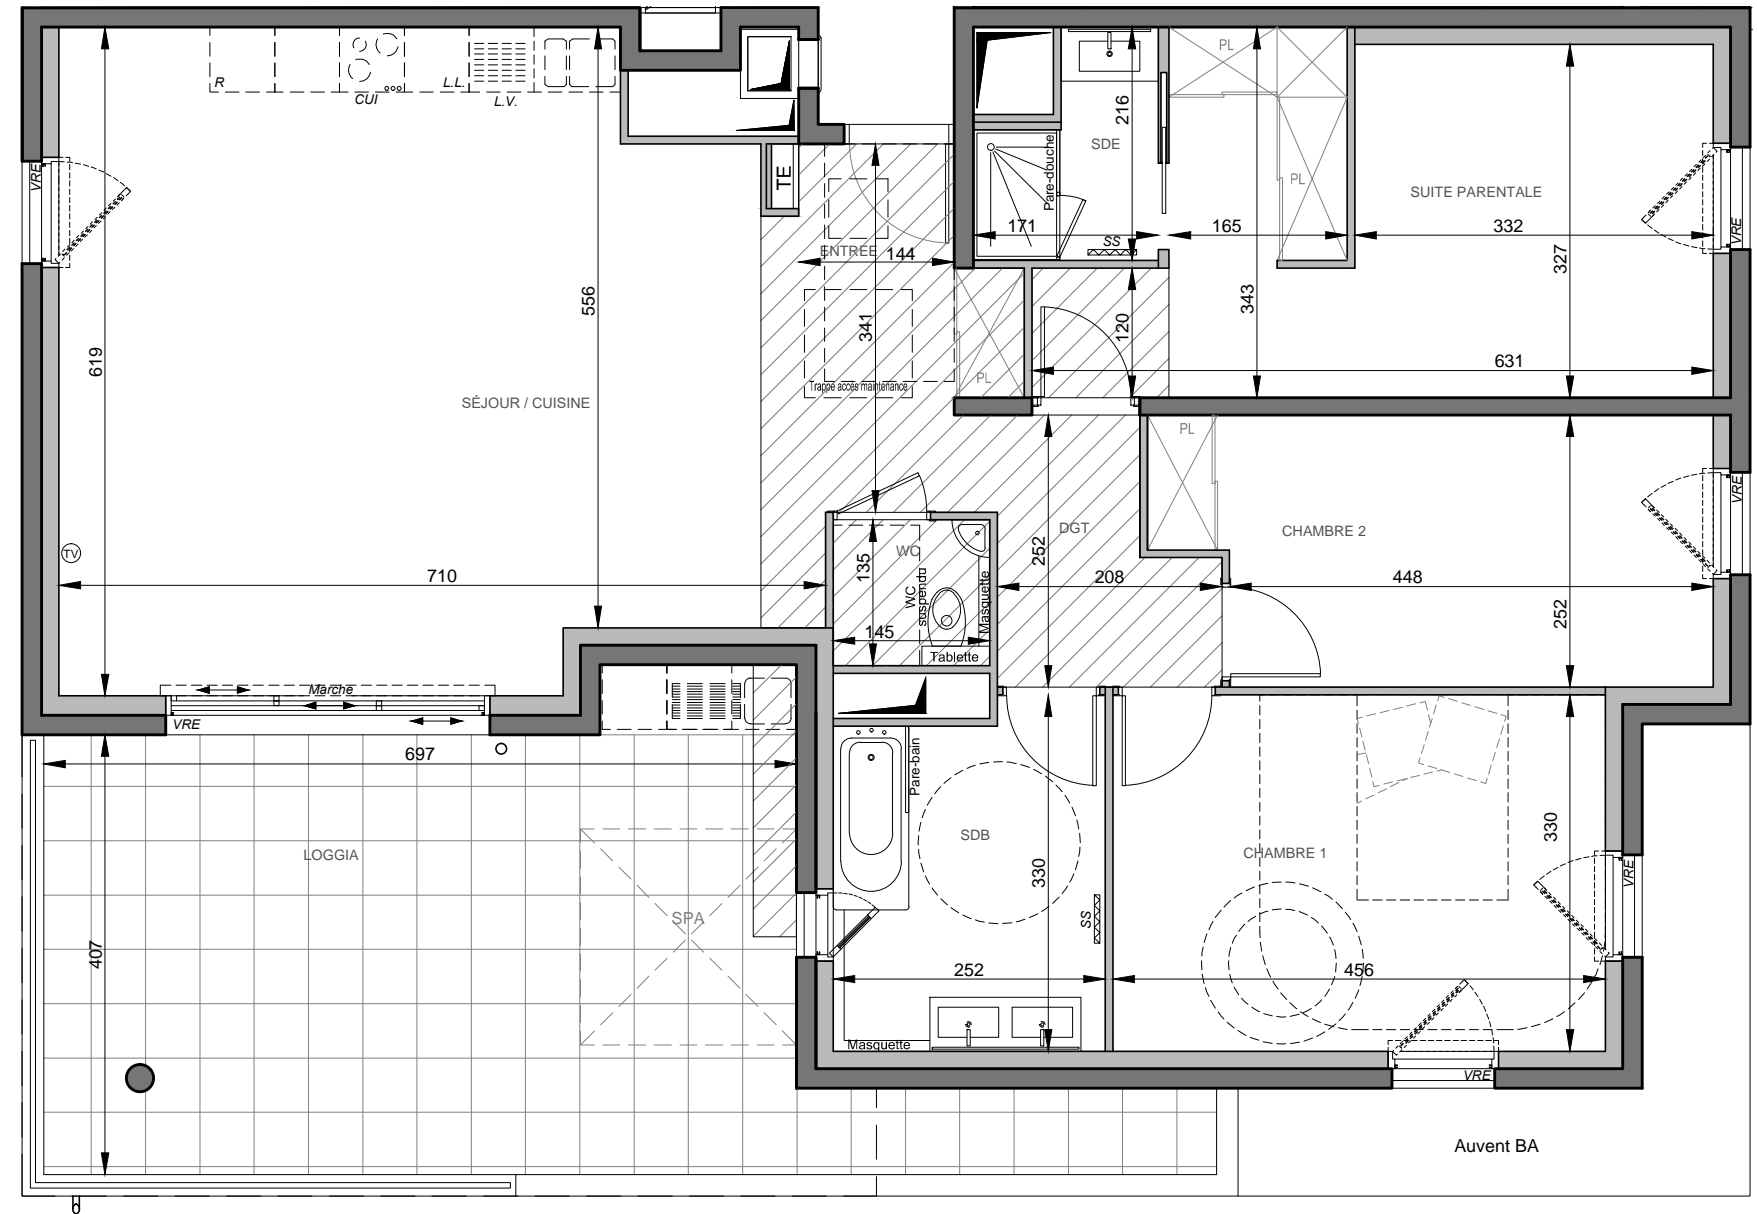 R
CUI
L.L.
L.V.
VRE
619
556
SÉJOUR / CUISINE
TV
710
Marche
VRE
TE
ENTRÉE
144
341
Trappe accès maintenance
PL
SDE
216
Pare-douche
171
SS
120
PL
PL
165
343
SUITE PARENTALE
332
327
631
VRE
PL
CHAMBRE 2
448
252
VRE
DGT
252
208
WC
135
WC
suspendu
Masquette
145
Tablette
697
LOGGIA
407
SPA
Pare-bain
SDB
330
SS
252
Masquette
CHAMBRE 1
330
456
VRE
VRE
Auvent BA